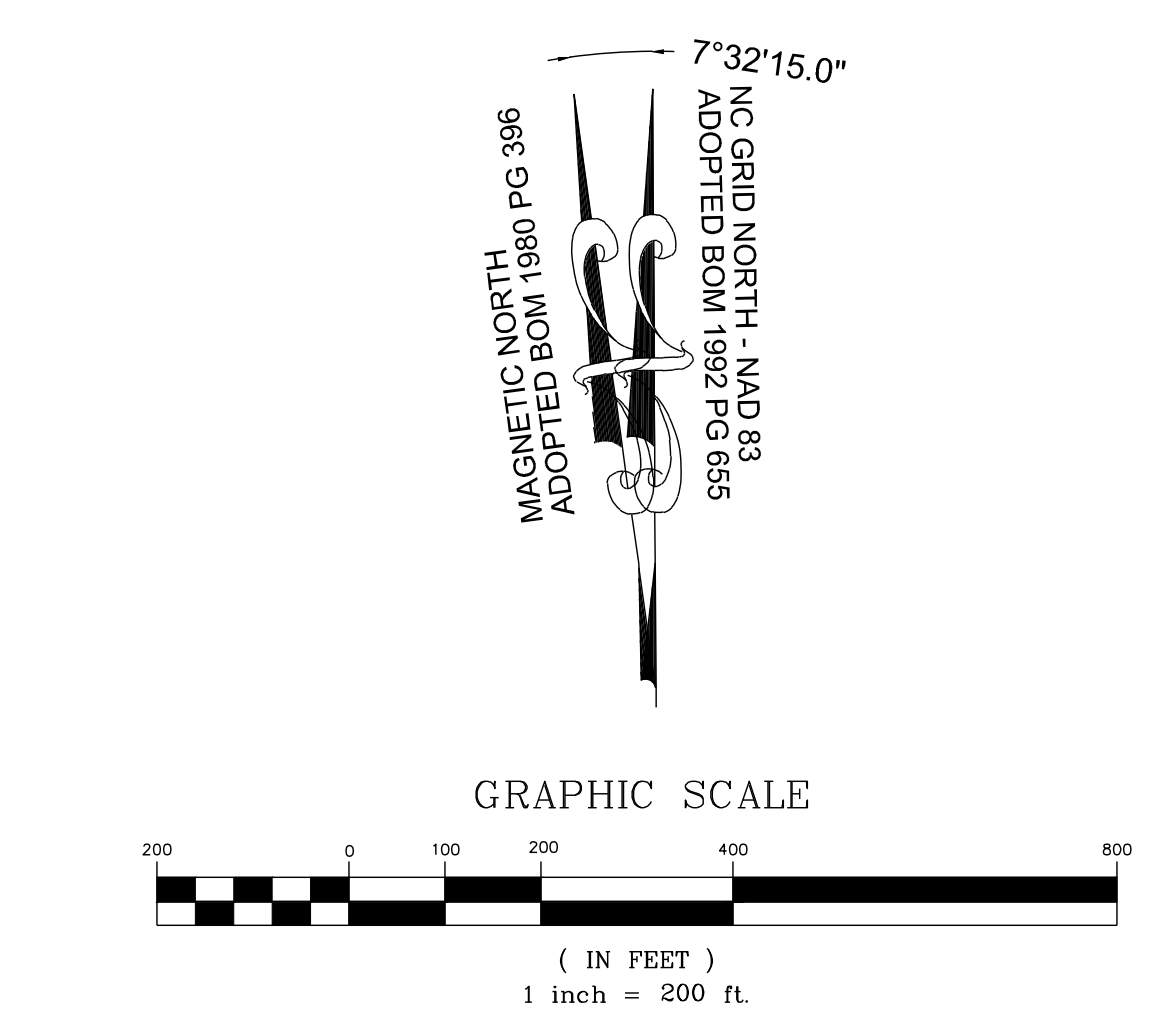 7°32'15.0"
MAGNETIC NORTH
ADOPTED BOM 1980 PG 396
NC GRID NORTH - NAD 83
ADOPTED BOM 1992 PG 655
GRAPHIC SCALE
200 0 100 200 400 800
( IN FEET )
1 inch = 200 ft.